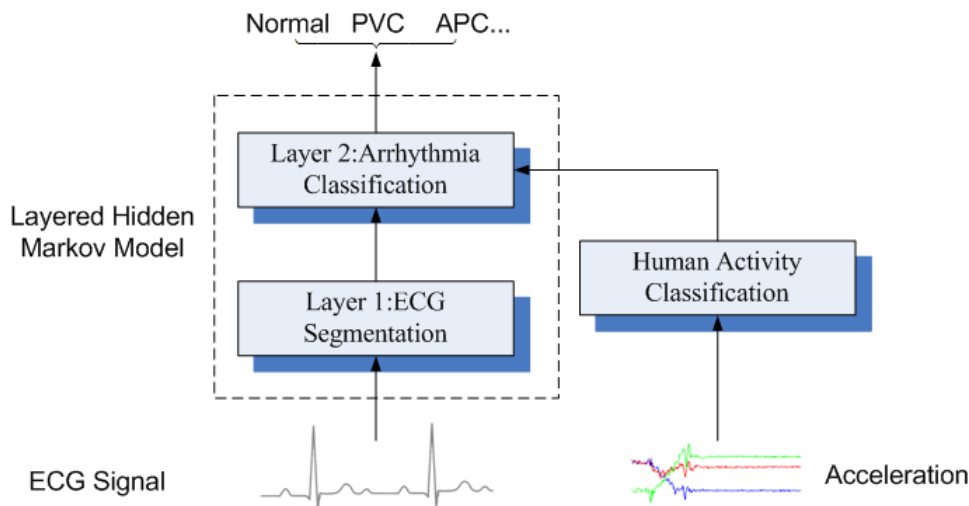 Normal PVC APC...
Layer 2:Arrhythmia
Classification
Layered Hidden
Markov Model
Human Activity
Classification
Layer 1:ECG
Segmentation
ECG Signal
Acceleration